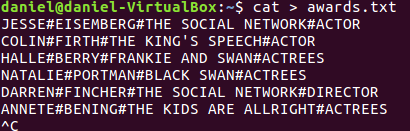 daniel@daniel-VirtualBox:~$ cat > awards.txt
JESSE#EISEMBERG#THE SOCIAL NETWORK#ACTOR
COLIN#FIRTH#THE KING'S SPEECH#ACTOR
HALLE#BERRY#FRANKIE AND SWAN#ACTREES
NATALIE#PORTMAN#BLACK SWAN#ACTREES
DARREN#FINCHER#THE SOCIAL NETWORK#DIRECTOR
ANNETE#BENING#THE KIDS ARE ALLRIGHT#ACTREES
^C